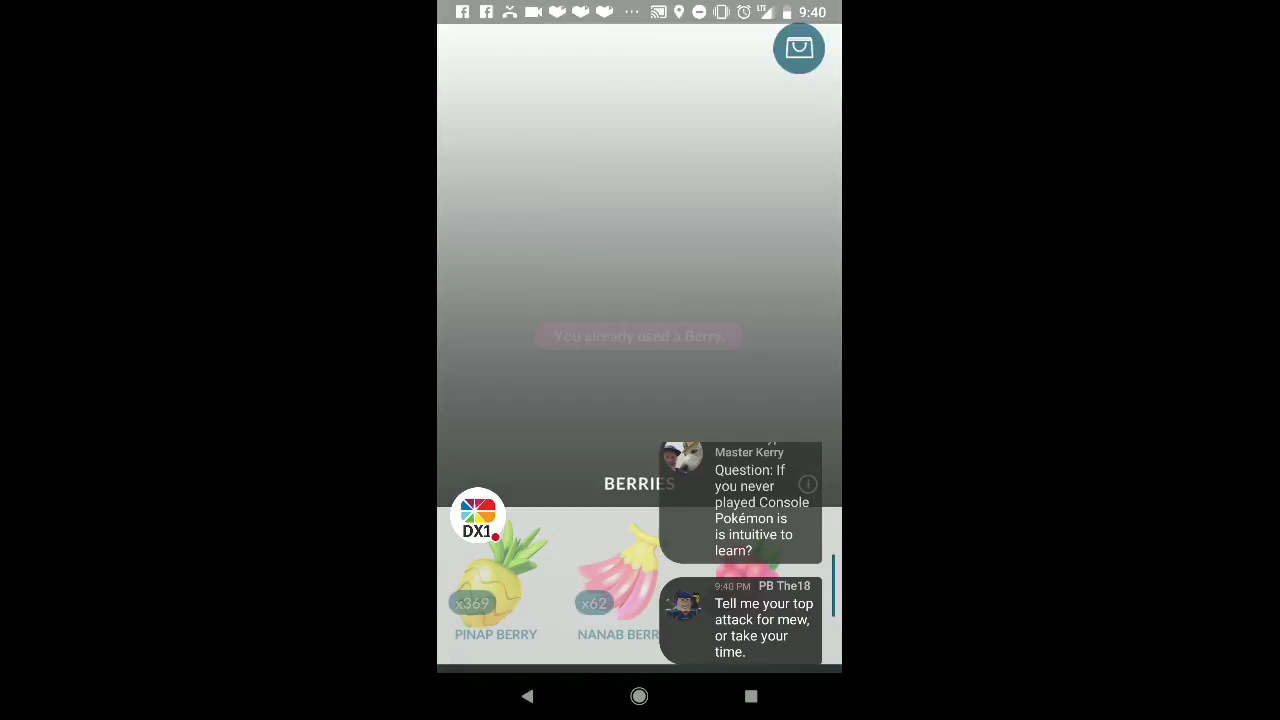 LTE
9:40
You already used a Berry.
BERRIES
i
Master Kerry
Question: If
you never
played Console
Pokémon is
is intuitive to
learn?
DX1
x369
x62
PINAP BERRY
NANAB BERR
9:40 PM PB The18
Tell me your top
attack for mew,
or take your
time.